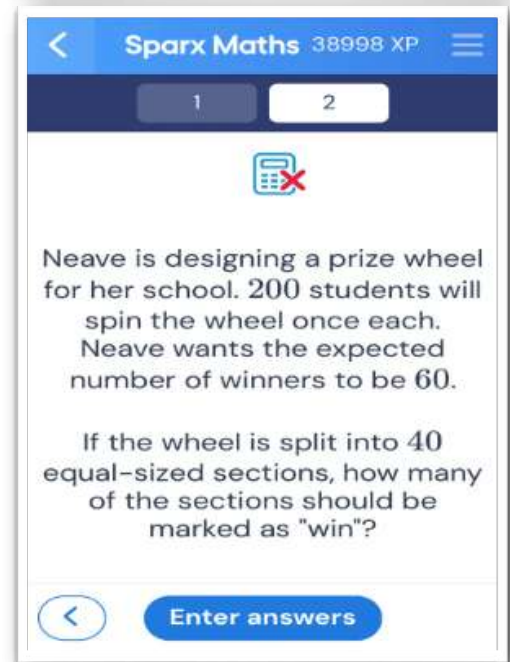 Sparx Maths 38998 XP
1 2
Neave is designing a prize wheel
for her school. 200 students will
spin the wheel once each.
Neave wants the expected
number of winners to be 60.
If the wheel is split into 40
equal-sized sections, how many
of the sections should be
marked as "win"?
Enter answers